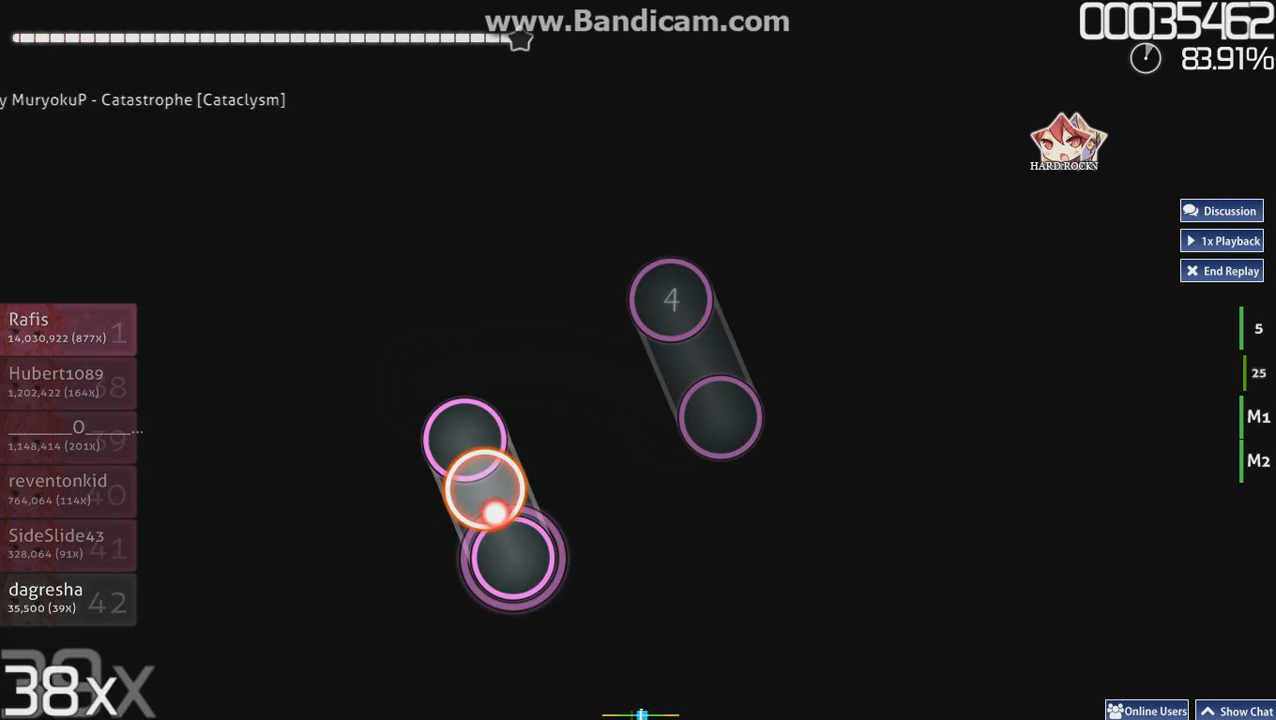 www.Bandicam.com
00035462
83.91%
y MuryokuP - Catastrophe [Cataclysm]
HARD ROCK
Discussion
1x Playback
End Replay
4
Rafis
14,030,922 (877x)
1
Hubert1089
1,202,422 (164x)
38
1,148,414 (201x)
39
reventonkid
764,064 (114x)
40
SideSlide43
328,064 (91x)
41
dagresha
35,500 (39x)
42
5
25
M1
M2
38x
Online Users
Show Chat